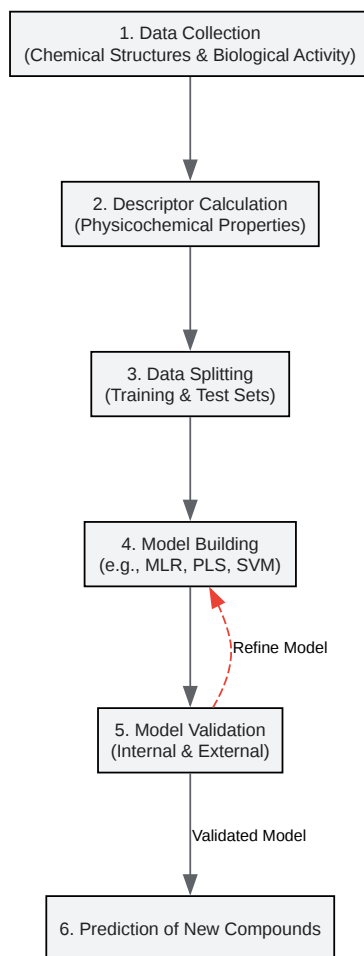 1. Data Collection
(Chemical Structures & Biological Activity)
2. Descriptor Calculation
(Physicochemical Properties)
3. Data Splitting
(Training & Test Sets)
4. Model Building
(e.g., MLR, PLS, SVM)
Refine Model
5. Model Validation
(Internal & External)
Validated Model
6. Prediction of New Compounds